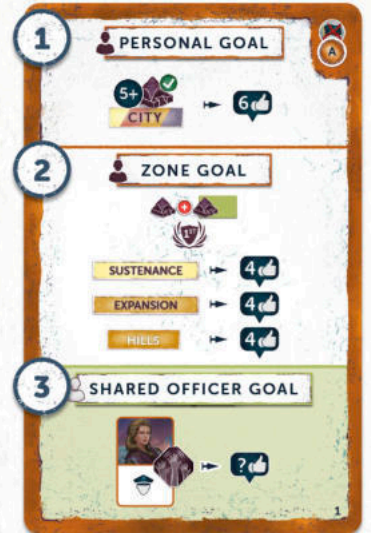 1
PERSONAL GOAL
A
5+
CITY
6
2
ZONE GOAL
1ST
SUSTENANCE 4
EXPANSION 4
HILLS 4
3
SHARED OFFICER GOAL
?
1